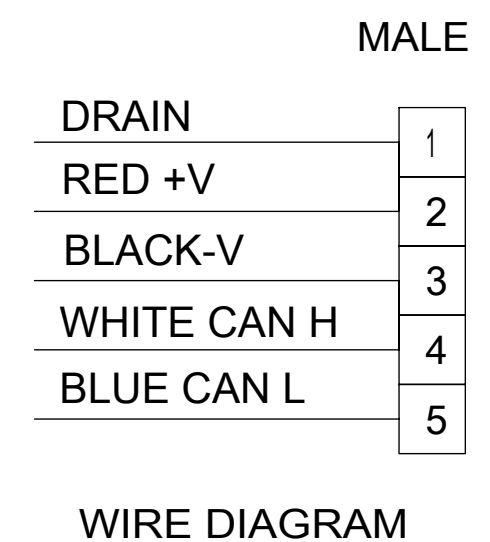 MALE
DRAIN 1
RED +V 2
BLACK-V 3
WHITE CAN H 4
BLUE CAN L 5
WIRE DIAGRAM